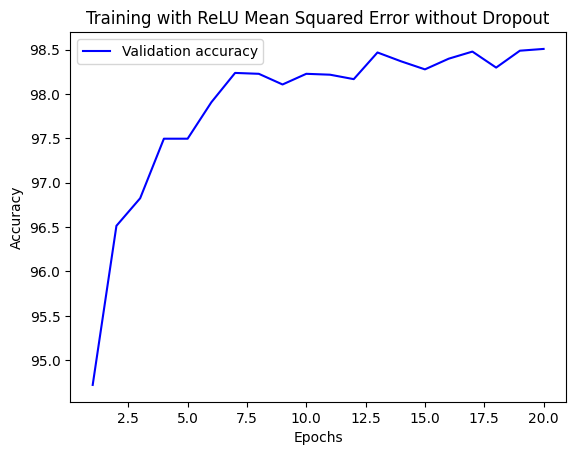 Training with ReLU Mean Squared Error without Dropout
Validation accuracy
98.5
98.0
97.5
97.0
96.5
96.0
95.5
95.0
Accuracy
2.5 5.0 7.5 10.0 12.5 15.0 17.5 20.0
Epochs